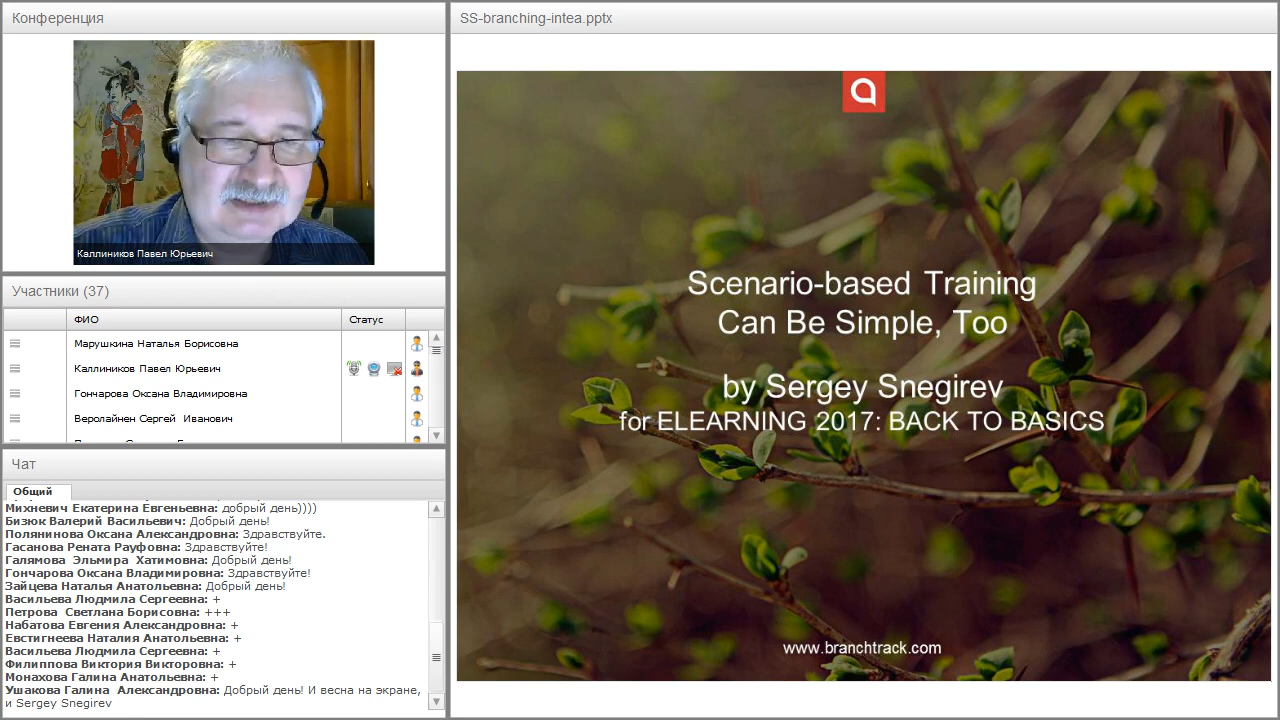 Конференция
Каллиников Павел Юрьевич
Участники (37)
ФИО Статус
Марушкина Наталья Борисовна
Каллиников Павел Юрьевич
Гончарова Оксана Владимировна
Веролайнен Сергей Иванович
Чат
Общий
Михневич Екатерина Евгеньевна: добрый день))))
Бизюк Валерий Васильевич: Добрый день!
Полянинова Оксана Александровна: Здравствуйте.
Гасанова Рената Рауфовна: Здравствуйте!
Галямова Эльмира Хатимовна: Добрый день!
Гончарова Оксана Владимировна: Здравствуйте!
Зайцева Наталья Анатольевна: Добрый день!
Васильева Людмила Сергеевна: +
Петрова Светлана Борисовна: +++
Набатова Евгения Александровна: +
Евстигнеева Наталия Анатольевна: +
Васильева Людмила Сергеевна: +
Филиппова Виктория Викторовна: +
Монахова Галина Анатольевна: +
Ушакова Галина Александровна: Добрый день! И весна на экране,
и Sergey Snegirev
SS-branching-intea.pptx
Scenario-based Training
Can Be Simple, Too
by Sergey Snegirev
for ELEARNING 2017: BACK TO BASICS
www.branchtrack.com